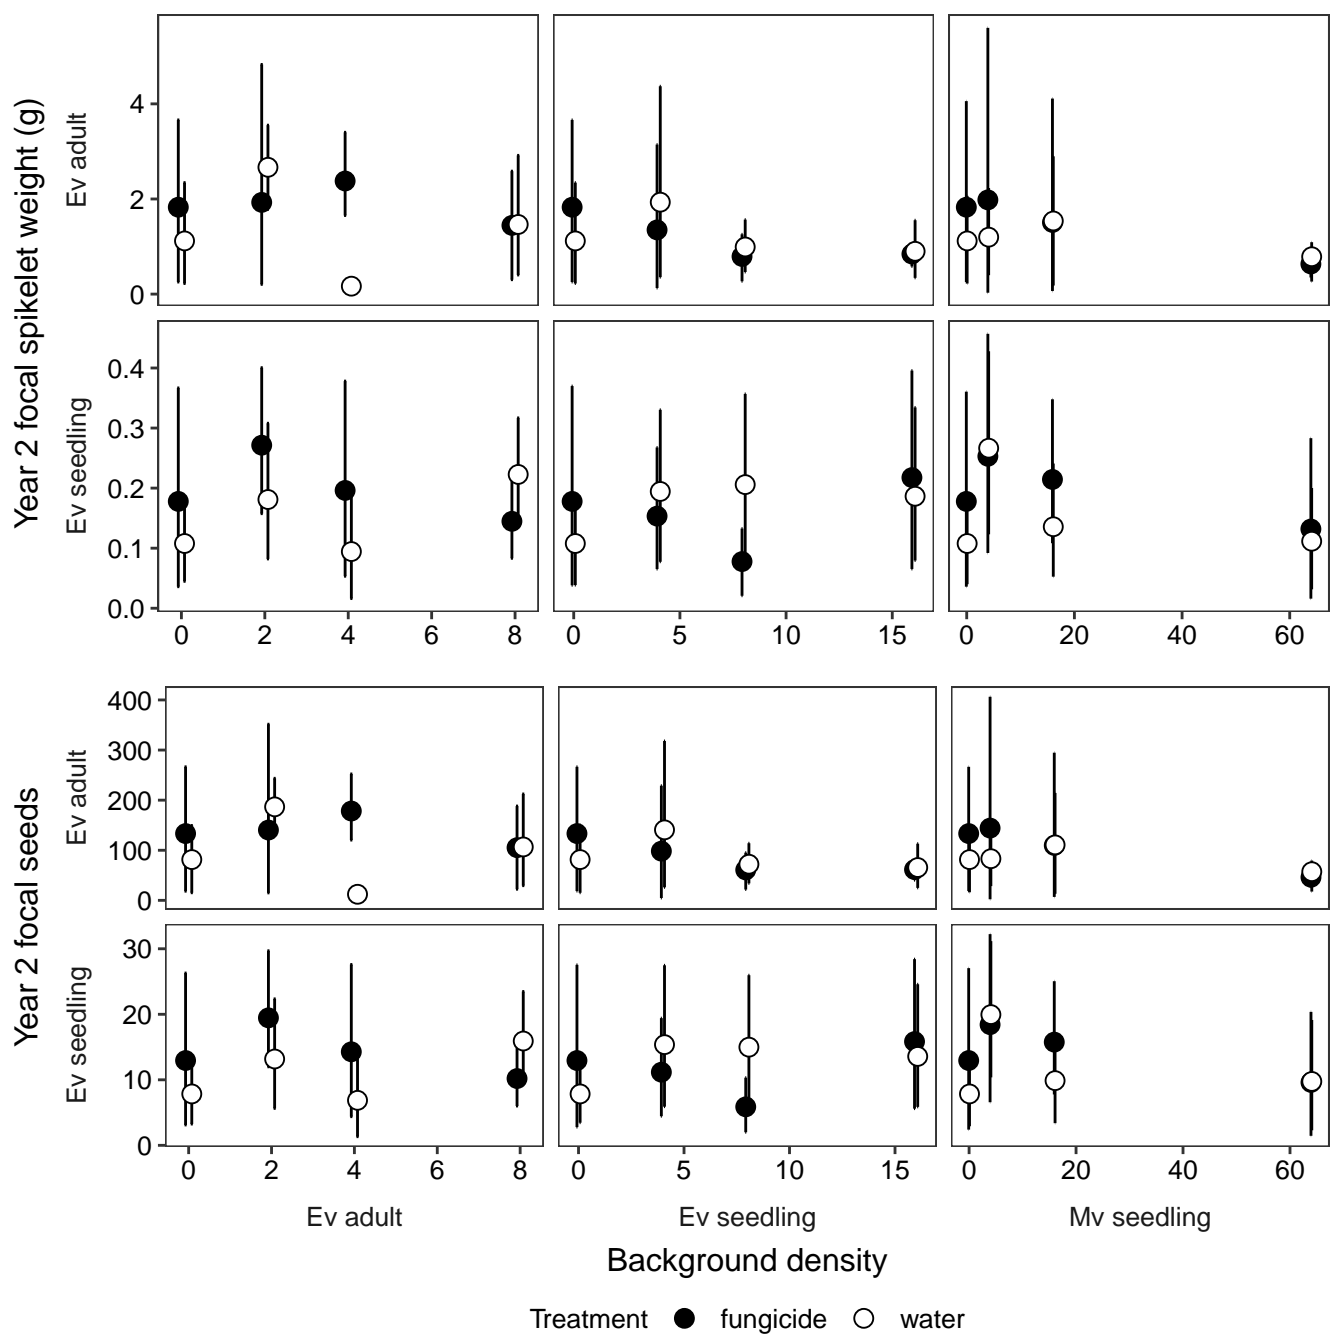 Year 2 focal spikelet weight (g)
Ev adult
4
2
0
Ev seedling
0.4
0.3
0.2
0.1
0.0
0 2 4 6 8
0 5 10 15
0 20 40 60
Year 2 focal seeds
Ev adult
400
300
200
100
0
Ev seedling
30
20
10
0
0 2 4 6 8
0 5 10 15
0 20 40 60
Ev adult
Ev seedling
Mv seedling
Background density
Treatment fungicide water